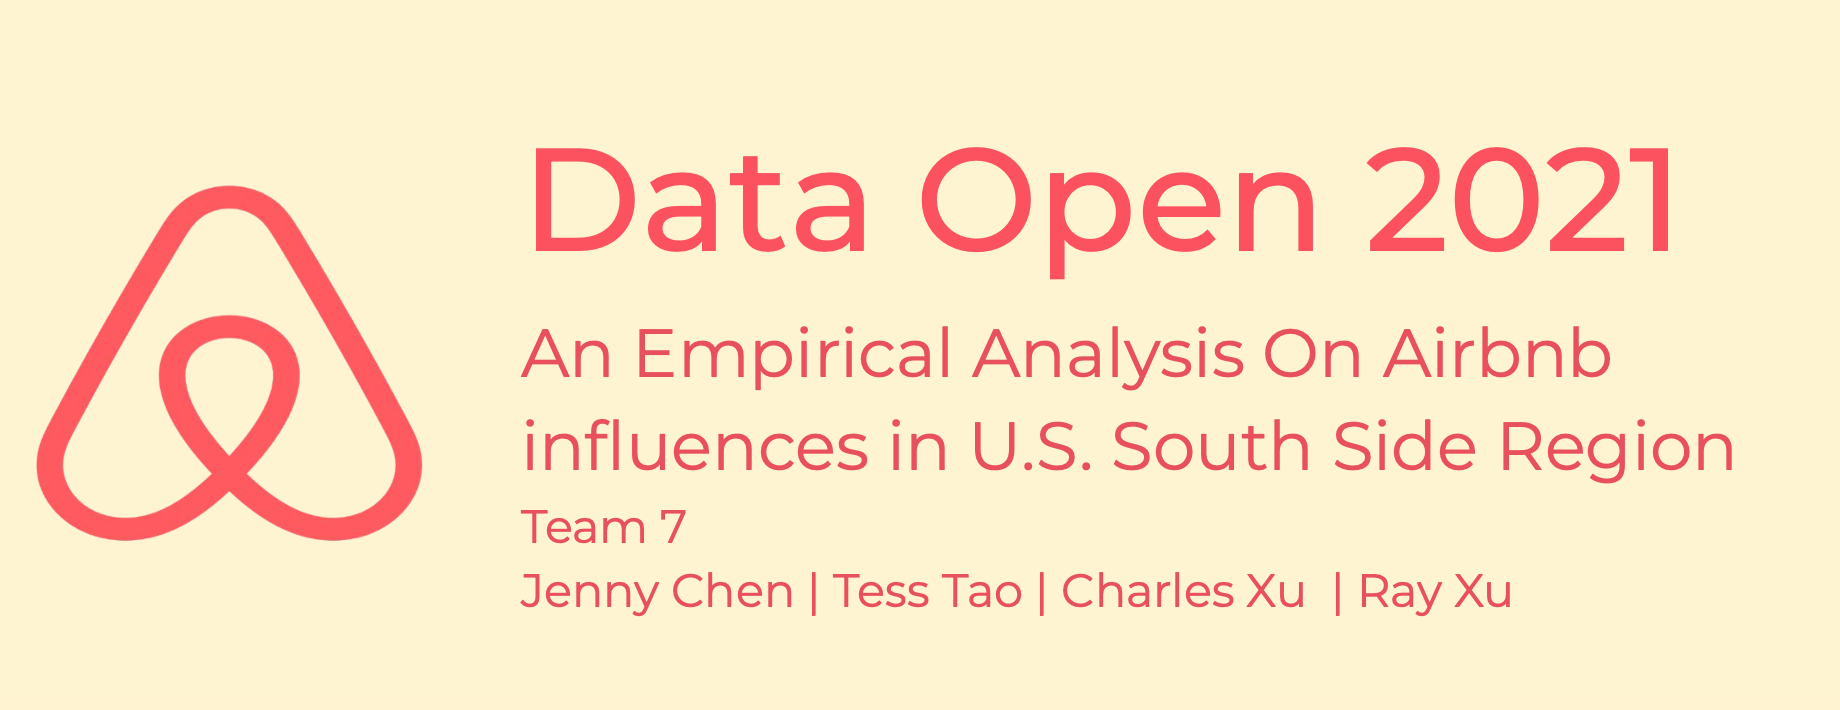 Data Open 2021
An Empirical Analysis On Airbnb
influences in U.S. South Side Region
Team 7
Jenny Chen | Tess Tao | Charles Xu | Ray Xu